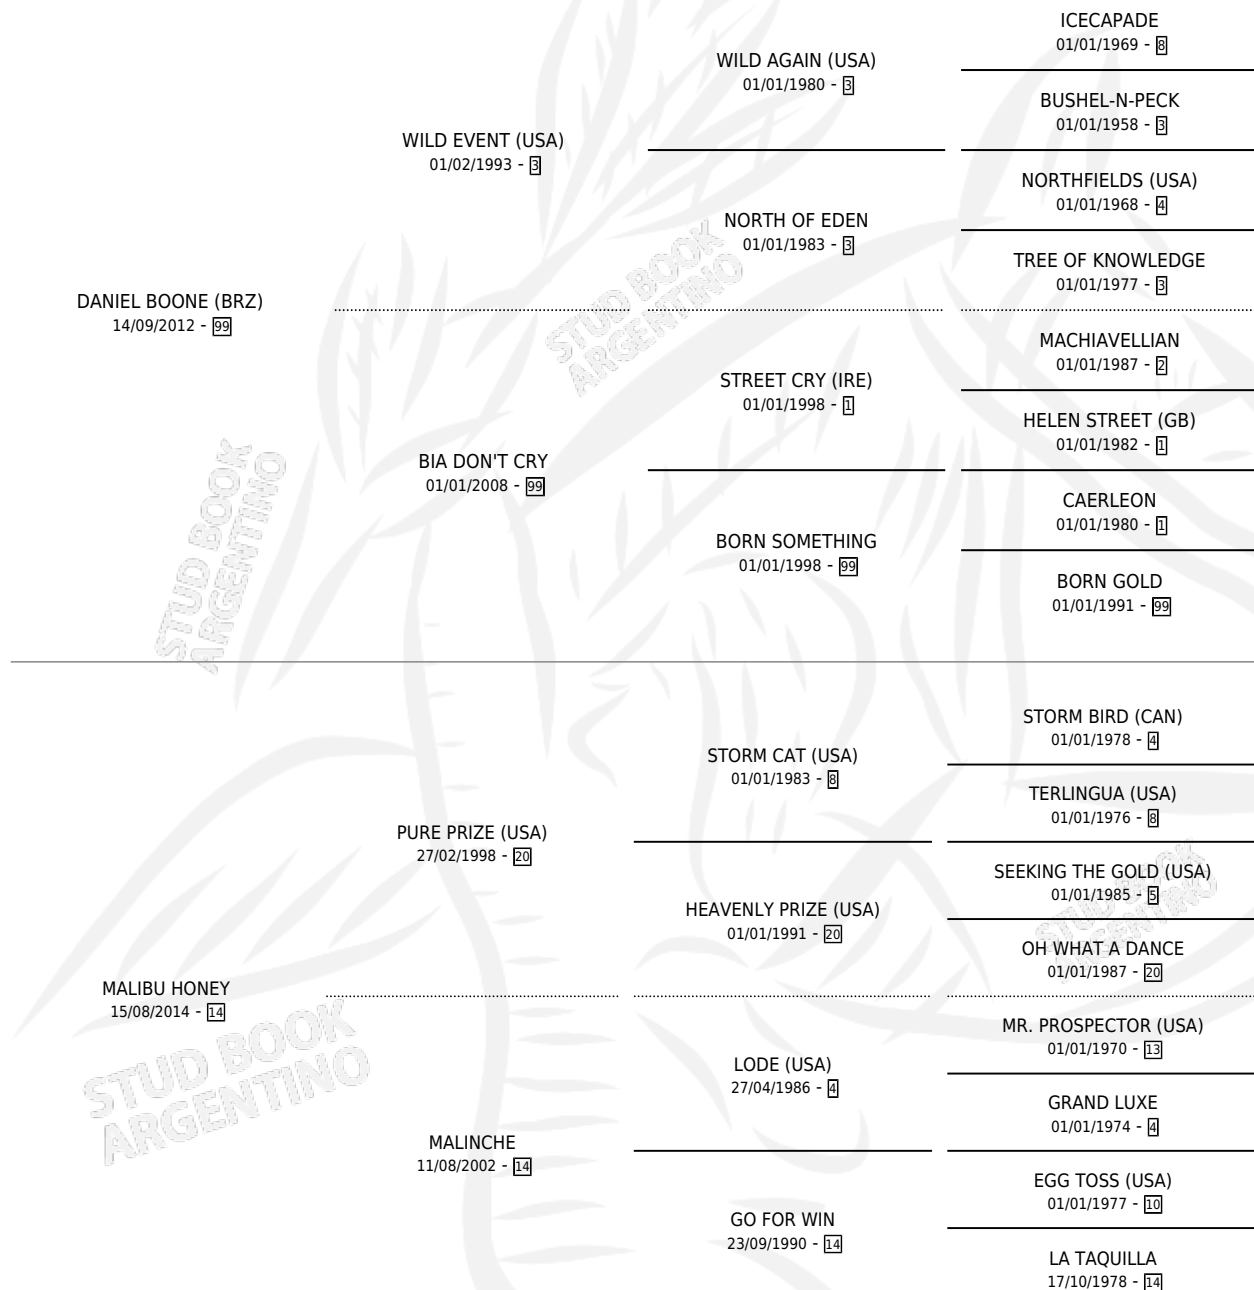 ICECAPADE
01/01/1969 - 8
WILD AGAIN (USA)
01/01/1980 - 3
BUSHEL-N-PECK
01/01/1958 - 3
WILD EVENT (USA)
01/02/1993 - 3
NORTHFIELDS (USA)
01/01/1968 - 4
NORTH OF EDEN
01/01/1983 - 3
TREE OF KNOWLEDGE
01/01/1977 - 3
DANIEL BOONE (BRZ)
14/09/2012 - 99
MACHIAVELLIAN
01/01/1987 - 2
STREET CRY (IRE)
01/01/1998 - 1
HELEN STREET (GB)
01/01/1982 - 1
BIA DON'T CRY
01/01/2008 - 99
CAERLEON
01/01/1980 - 1
BORN SOMETHING
01/01/1998 - 99
BORN GOLD
01/01/1991 - 99
STORM BIRD (CAN)
01/01/1978 - 4
STORM CAT (USA)
01/01/1983 - 8
TERLINGUA (USA)
01/01/1976 - 8
PURE PRIZE (USA)
27/02/1998 - 20
SEEKING THE GOLD (USA)
01/01/1985 - 5
HEAVENLY PRIZE (USA)
01/01/1991 - 20
OH WHAT A DANCE
01/01/1987 - 20
MALIBU HONEY
15/08/2014 - 14
MR. PROSPECTOR (USA)
01/01/1970 - 13
LODE (USA)
27/04/1986 - 4
GRAND LUXE
01/01/1974 - 4
MALINCHE
11/08/2002 - 14
EGG TOSS (USA)
01/01/1977 - 10
GO FOR WIN
23/09/1990 - 14
LA TAQUILLA
17/10/1978 - 14
STUD BOOK
ARGENTINO
STUD BOOK
ARGENTINO
STUD BOOK
ARGENTINO
STUD BOOK
ARGENTINO